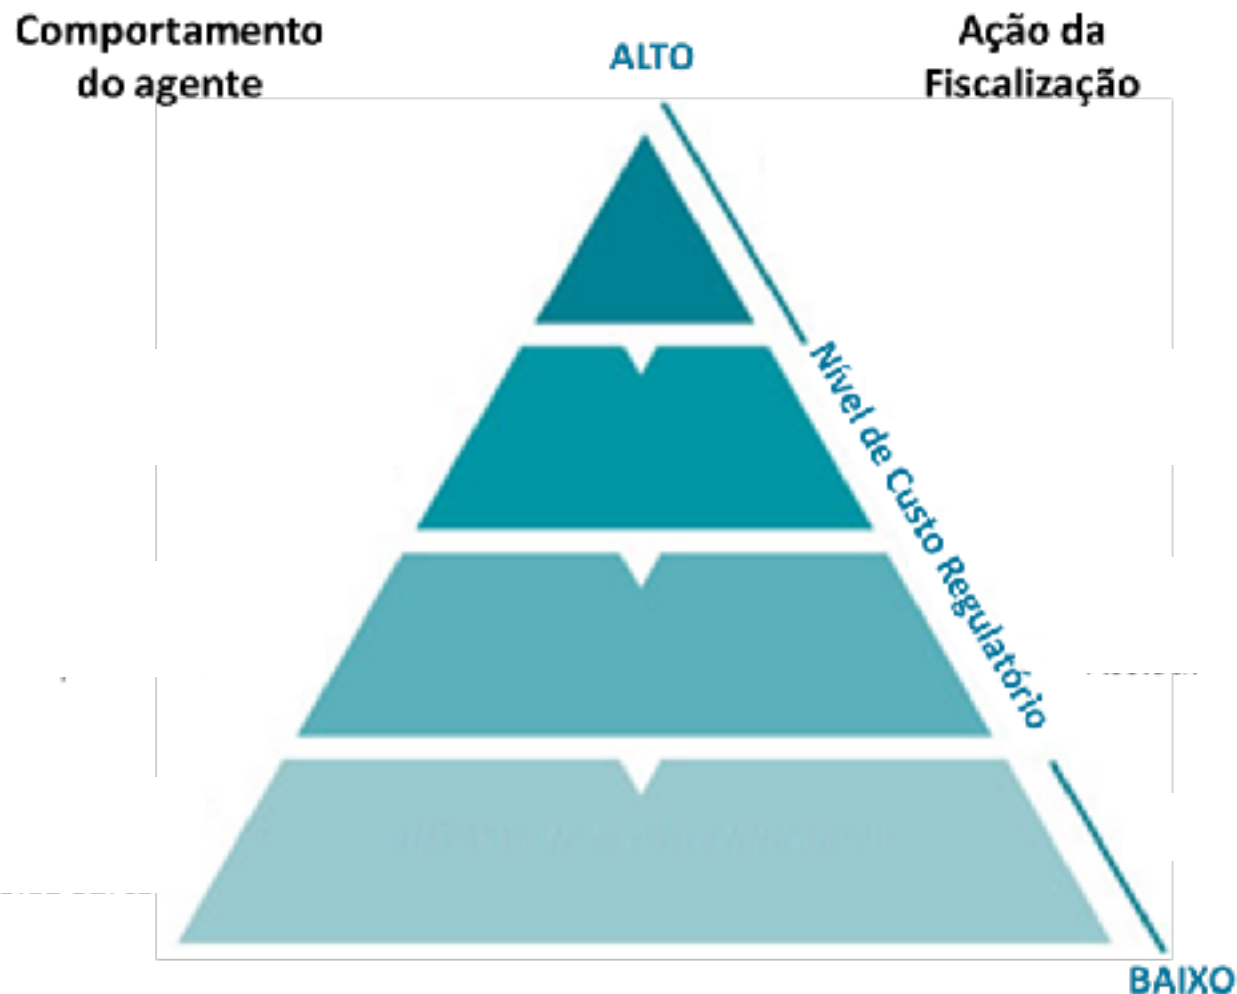 Comportamento
do agente
ALTO
Ação da
Fiscalização
Nível de Custo Regulatório
BAIXO